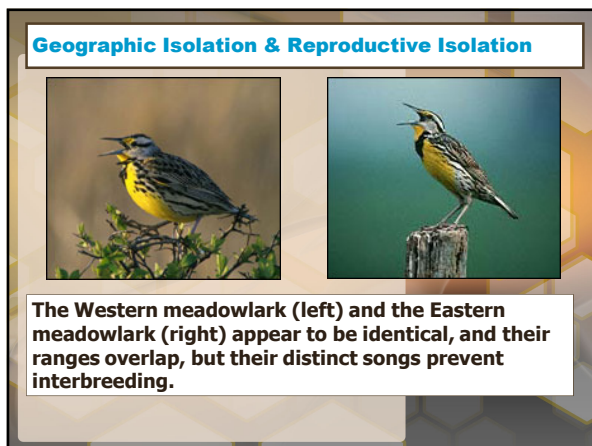 Geographic Isolation & Reproductive Isolation
The Western meadowlark (left) and the Eastern
meadowlark (right) appear to be identical, and their
ranges overlap, but their distinct songs prevent
interbreeding.